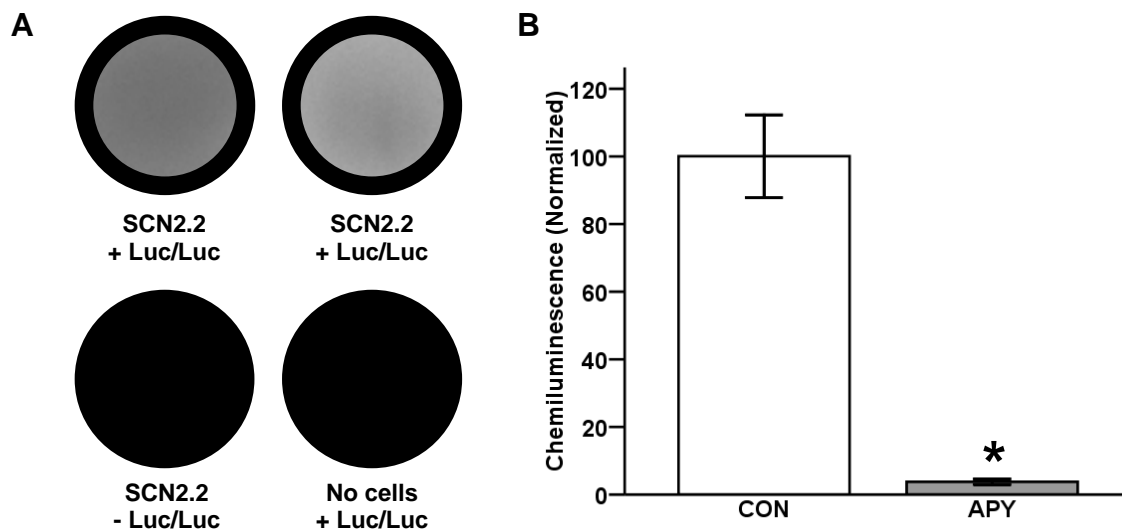 A
SCN2.2
+ Luc/Luc
SCN2.2
+ Luc/Luc
SCN2.2
- Luc/Luc
No cells
+ Luc/Luc
B
Chemiluminescence (Normalized)
120
100
80
60
40
20
0
*
CON
APY